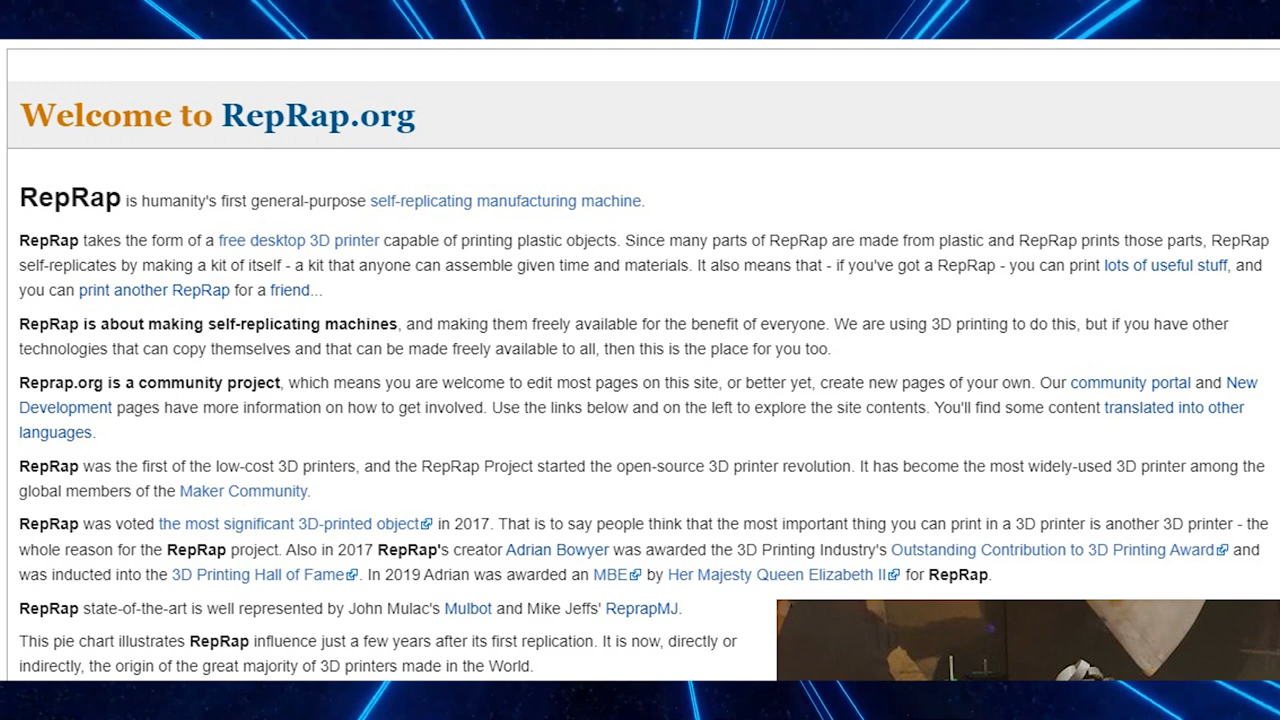 Welcome to RepRap.org
RepRap is humanity's first general-purpose self-replicating manufacturing machine.
RepRap takes the form of a free desktop 3D printer capable of printing plastic objects. Since many parts of RepRap are made from plastic and RepRap prints those parts, RepRap
self-replicates by making a kit of itself - a kit that anyone can assemble given time and materials. It also means that - if you've got a RepRap - you can print lots of useful stuff, and
you can print another RepRap for a friend...
RepRap is about making self-replicating machines, and making them freely available for the benefit of everyone. We are using 3D printing to do this, but if you have other
technologies that can copy themselves and that can be made freely available to all, then this is the place for you too.
Reprap.org is a community project, which means you are welcome to edit most pages on this site, or better yet, create new pages of your own. Our community portal and New
Development pages have more information on how to get involved. Use the links below and on the left to explore the site contents. You'll find some content translated into other
languages.
RepRap was the first of the low-cost 3D printers, and the RepRap Project started the open-source 3D printer revolution. It has become the most widely-used 3D printer among the
global members of the Maker Community.
RepRap was voted the most significant 3D-printed object in 2017. That is to say people think that the most important thing you can print in a 3D printer is another 3D printer - the
whole reason for the RepRap project. Also in 2017 RepRap's creator Adrian Bowyer was awarded the 3D Printing Industry's Outstanding Contribution to 3D Printing Award and
was inducted into the 3D Printing Hall of Fame. In 2019 Adrian was awarded an MBE by Her Majesty Queen Elizabeth II for RepRap.
RepRap state-of-the-art is well represented by John Mulac's Mulbot and Mike Jeffs' ReprapMJ.
This pie chart illustrates RepRap influence just a few years after its first replication. It is now, directly or
indirectly, the origin of the great majority of 3D printers made in the World.